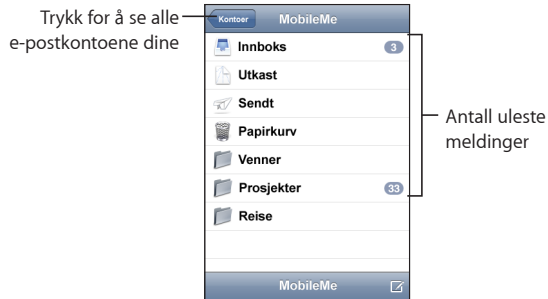 Trykk for å se alle
e-postkontoene dine
Kontoer
MobileMe
Innboks 3
Utkast
Sendt
Papirkurv
Venner
Prosjekter 33
Reise
MobileMe
Antall uleste
meldinger